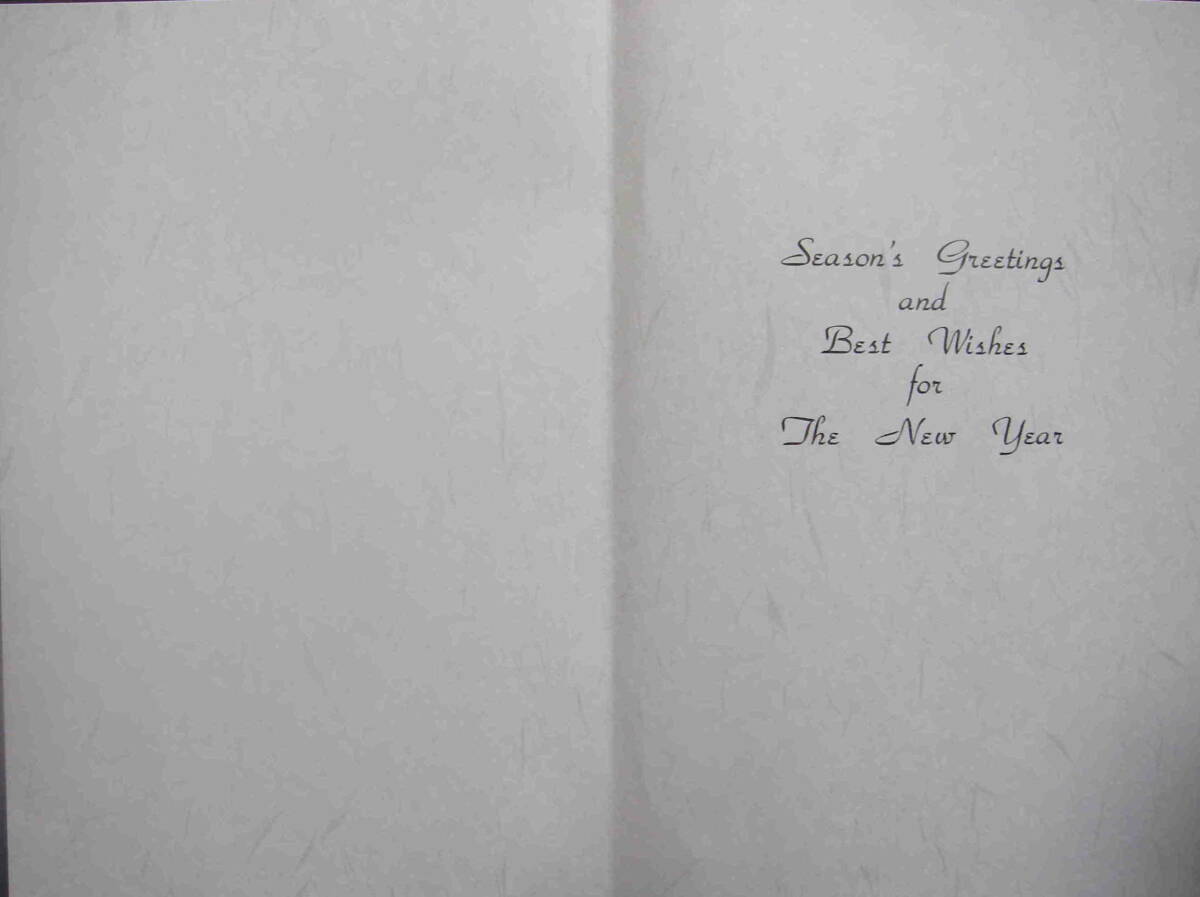 Season's Greetings
and
Best Wishes
for
The New Year